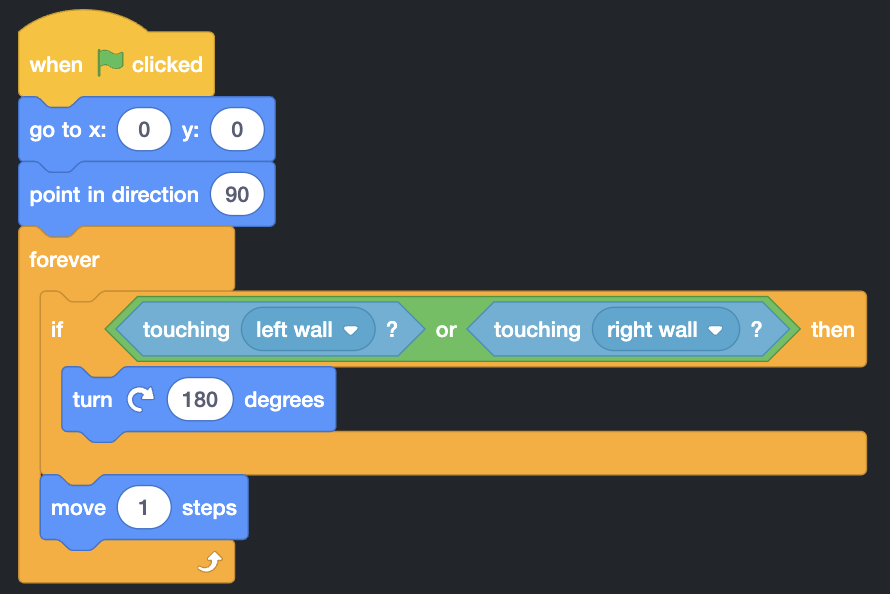 when clicked
go to x: 0 y: 0
point in direction 90
forever
if touching left wall ? or touching right wall ? then
turn 180 degrees
move 1 steps